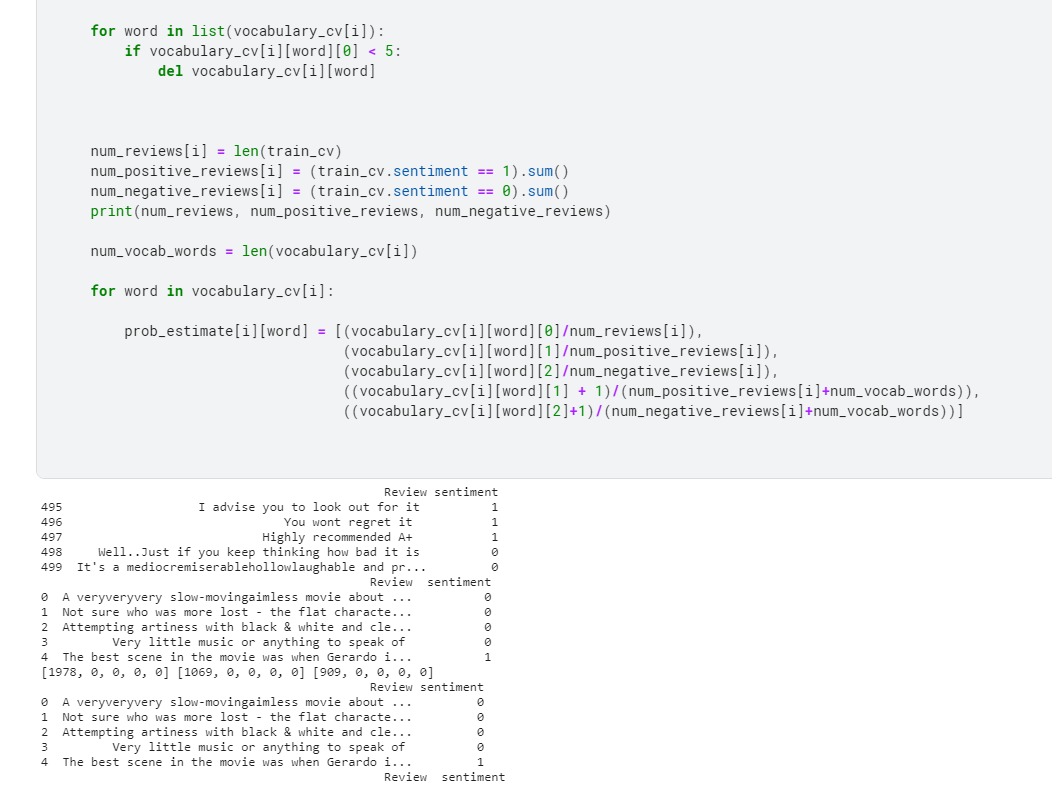 for word in list(vocabulary_cv[i]):
if vocabulary_cv[i][word][0] < 5:
del vocabulary_cv[i][word]
num_reviews[i] = len(train_cv)
num_positive_reviews[i] = (train_cv.sentiment == 1).sum()
num_negative_reviews[i] = (train_cv.sentiment == 0).sum()
print(num_reviews, num_positive_reviews, num_negative_reviews)
num_vocab_words = len(vocabulary_cv[i])
for word in vocabulary_cv[i]:
prob_estimate[i][word] = [(vocabulary_cv[i][word][0]/num_reviews[i]),
(vocabulary_cv[i][word][1]/num_positive_reviews[i]),
(vocabulary_cv[i][word][2]/num_negative_reviews[i]),
((vocabulary_cv[i][word][1] + 1)/(num_positive_reviews[i]+num_vocab_words)),
((vocabulary_cv[i][word][2]+1)/(num_negative_reviews[i]+num_vocab_words))]
Review sentiment
495 I advise you to look out for it 1
496 You wont regret it 1
497 Highly recommended A+ 1
498 Well..Just if you keep thinking how bad it is 0
499 It's a mediocremiserablehollowlaughable and pr... 0
Review sentiment
0 A veryveryvery slow-movingaimless movie about ... 0
1 Not sure who was more lost - the flat characte... 0
2 Attempting artiness with black & white and cle... 0
3 Very little music or anything to speak of 0
4 The best scene in the movie was when Gerardo i... 1
[1978, 0, 0, 0, 0] [1069, 0, 0, 0, 0] [909, 0, 0, 0, 0]
Review sentiment
0 A veryveryvery slow-movingaimless movie about ... 0
1 Not sure who was more lost - the flat characte... 0
2 Attempting artiness with black & white and cle... 0
3 Very little music or anything to speak of 0
4 The best scene in the movie was when Gerardo i... 1
Review sentiment